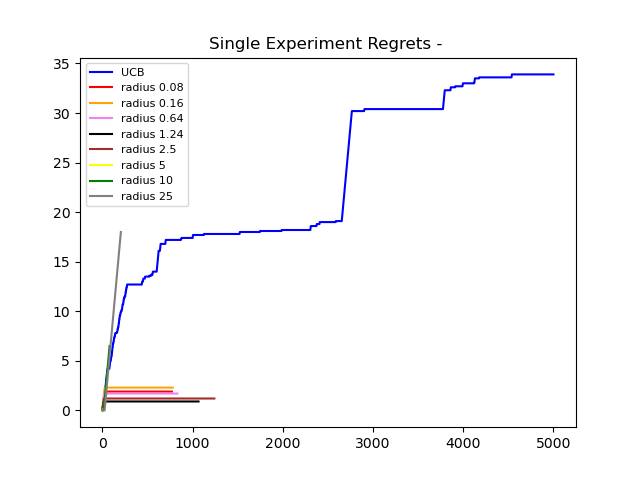 Single Experiment Regrets -
35
30
25
20
15
10
5
0
UCB
radius 0.08
radius 0.16
radius 0.64
radius 1.24
radius 2.5
radius 5
radius 10
radius 25
0 1000 2000 3000 4000 5000